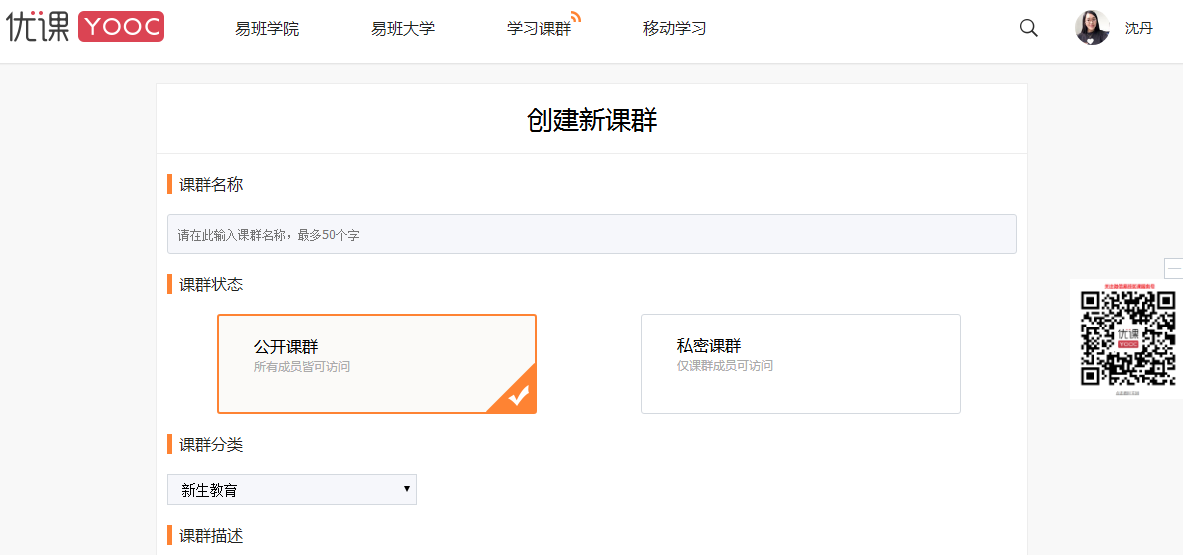 优课 YOOC
易班学院 易班大学 学习课群 移动学习 沈丹
创建新课群
课群名称
请在此输入课群名称，最多50个字
课群状态
公开课群 私密课群
所有成员皆可访问 仅课群成员可访问
优课
YOOC
课群分类
新生教育
课群描述